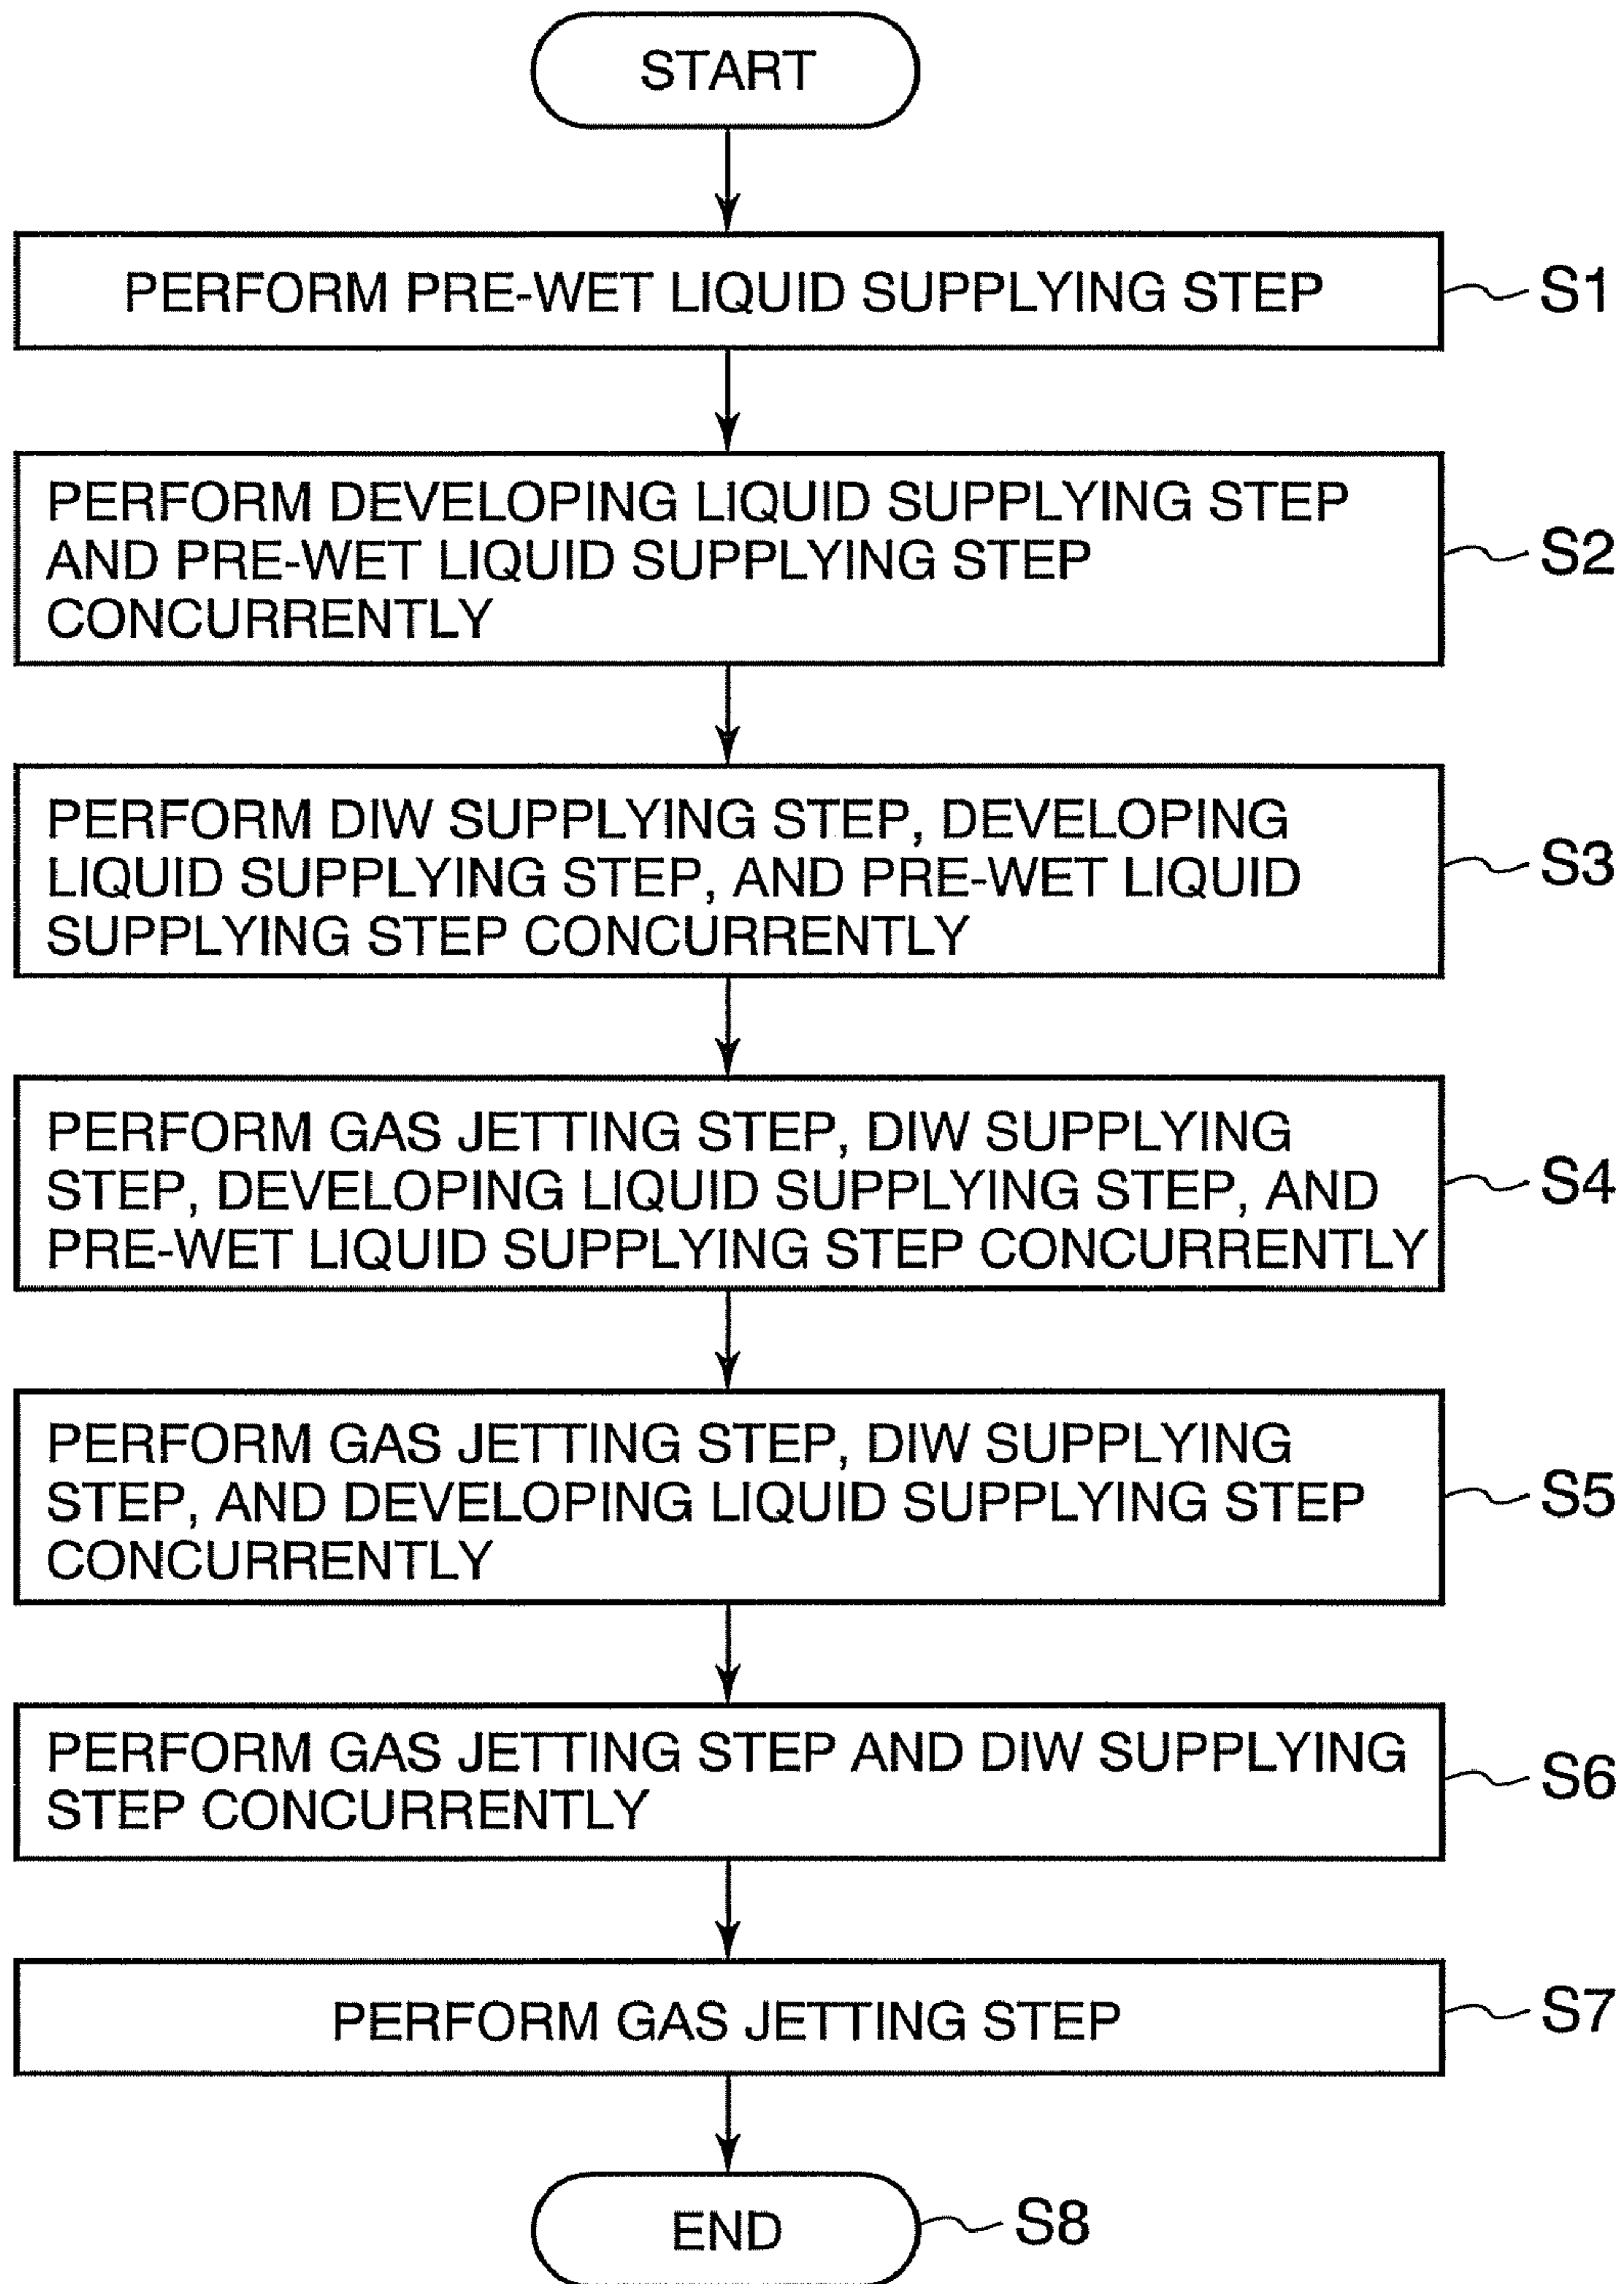 START
PERFORM PRE-WET LIQUID SUPPLYING STEP
S1
PERFORM DEVELOPING LIQUID SUPPLYING STEP
AND PRE-WET LIQUID SUPPLYING STEP
CONCURRENTLY
S2
PERFORM DIW SUPPLYING STEP, DEVELOPING
LIQUID SUPPLYING STEP, AND PRE-WET LIQUID
SUPPLYING STEP CONCURRENTLY
S3
PERFORM GAS JETTING STEP, DIW SUPPLYING
STEP, DEVELOPING LIQUID SUPPLYING STEP, AND
PRE-WET LIQUID SUPPLYING STEP CONCURRENTLY
S4
PERFORM GAS JETTING STEP, DIW SUPPLYING
STEP, AND DEVELOPING LIQUID SUPPLYING STEP
CONCURRENTLY
S5
PERFORM GAS JETTING STEP AND DIW SUPPLYING
STEP CONCURRENTLY
S6
PERFORM GAS JETTING STEP
S7
END
S8